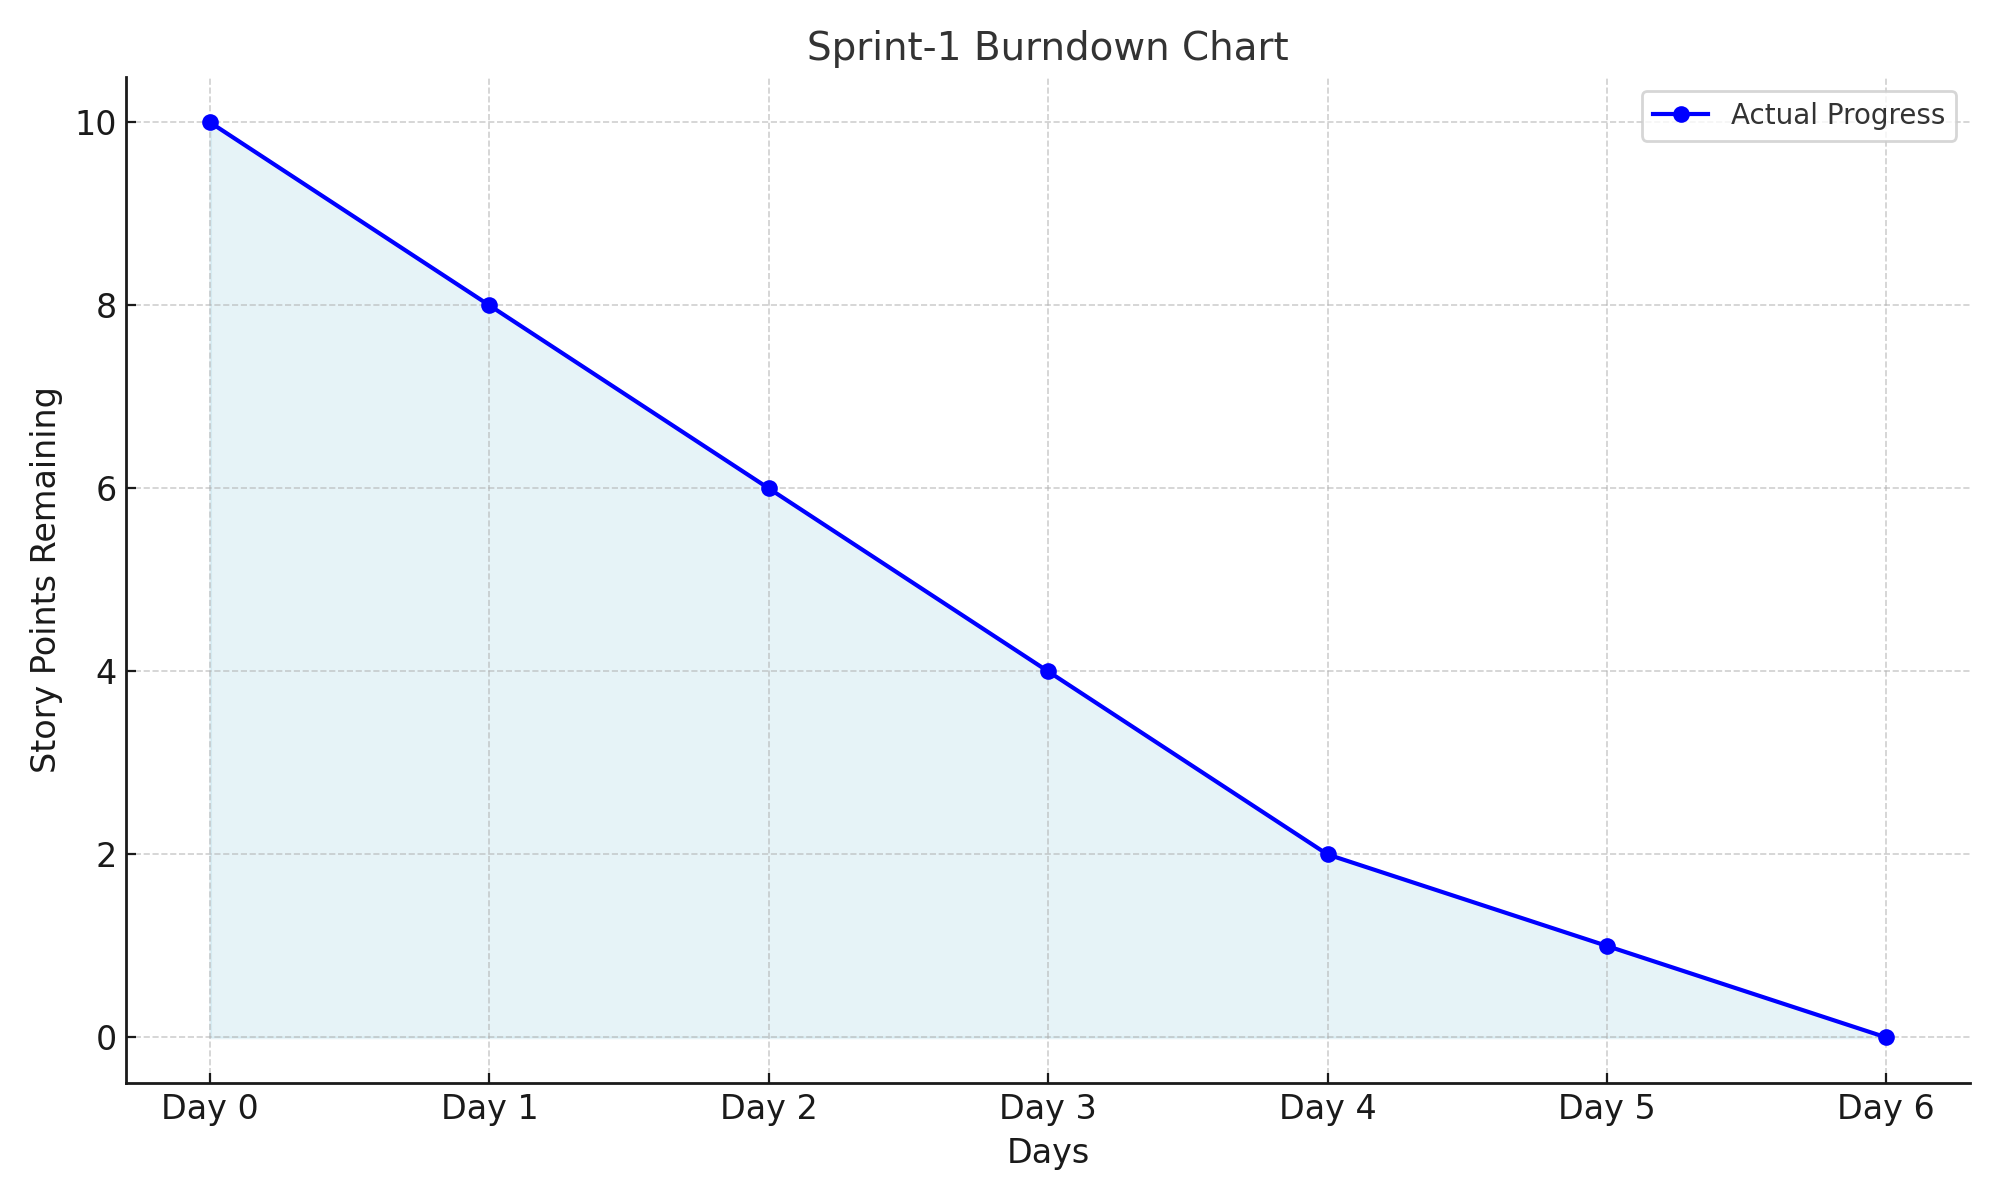 Sprint-1 Burndown Chart
Actual Progress
Story Points Remaining
10
8
6
4
2
0
Day 0
Day 1
Day 2
Day 3
Day 4
Day 5
Day 6
Days